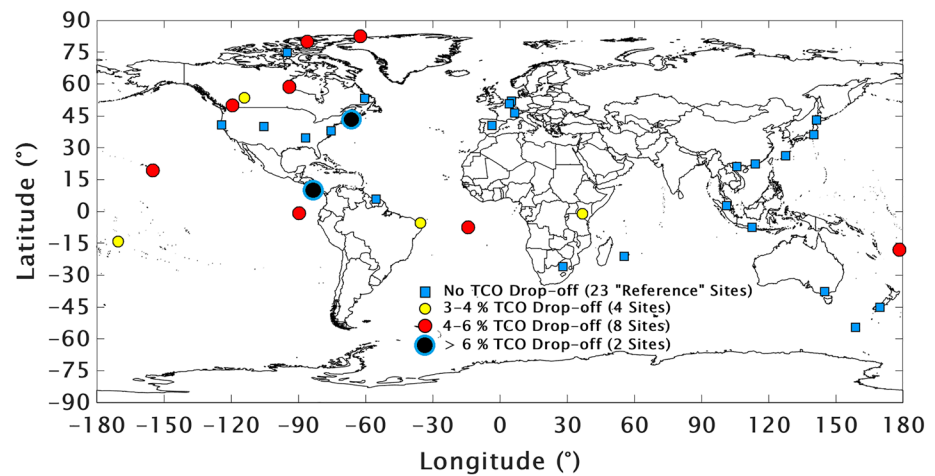 90
75
60
45
30
15
0
-15
-30
-45
-60
-75
-90
Latitude (°)
No TCO Drop-off (23 "Reference" Sites)
3-4 % TCO Drop-off (4 Sites)
4-6 % TCO Drop-off (8 Sites)
> 6 % TCO Drop-off (2 Sites)
-180 -150 -120 -90 -60 -30 0 30 60 90 120 150 180
Longitude (°)